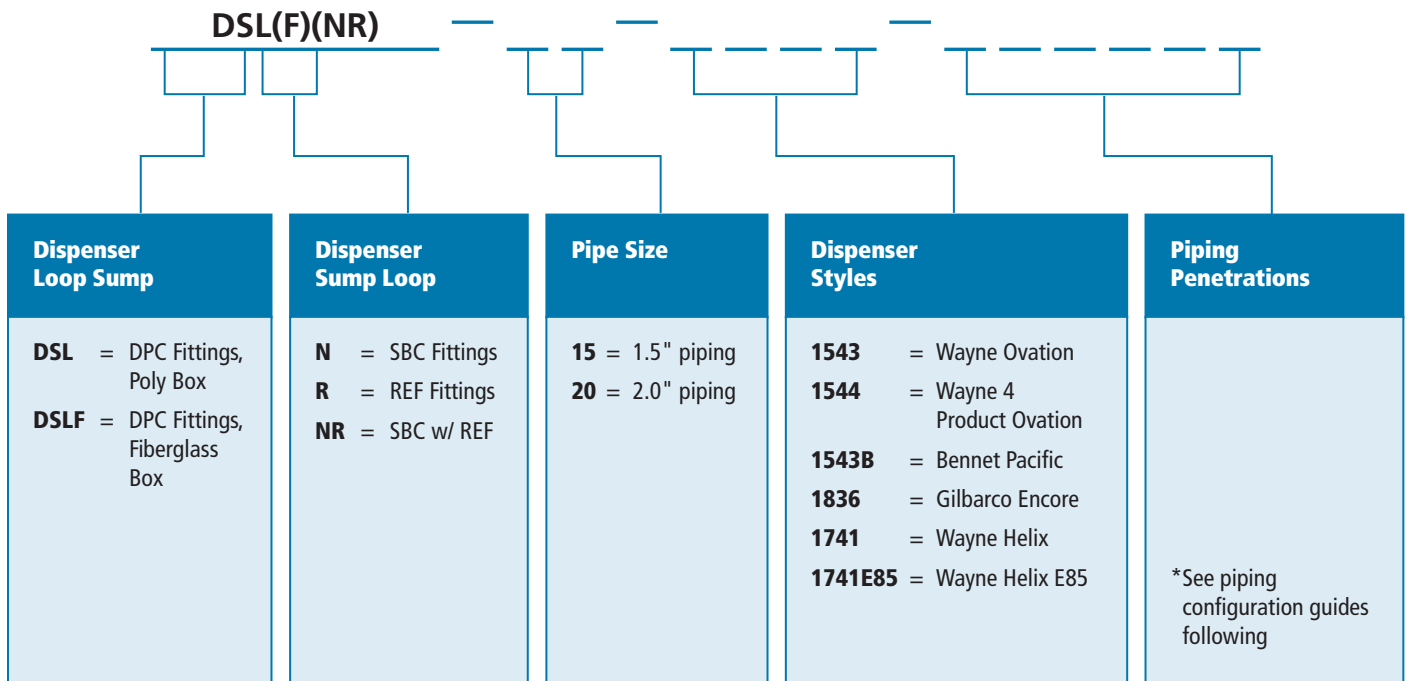 DSL(F)(NR)
Dispenser
Loop Sump
DSL = DPC Fittings,
Poly Box
DSLF = DPC Fittings,
Fiberglass
Box
Dispenser
Sump Loop
N = SBC Fittings
R = REF Fittings
NR = SBC w/ REF
Pipe Size
15 = 1.5" piping
20 = 2.0" piping
Dispenser
Styles
1543 = Wayne Ovation
1544 = Wayne 4
Product Ovation
1543B = Bennet Pacific
1836 = Gilbarco Encore
1741 = Wayne Helix
1741E85 = Wayne Helix E85
Piping
Penetrations
*See piping
configuration guides
following